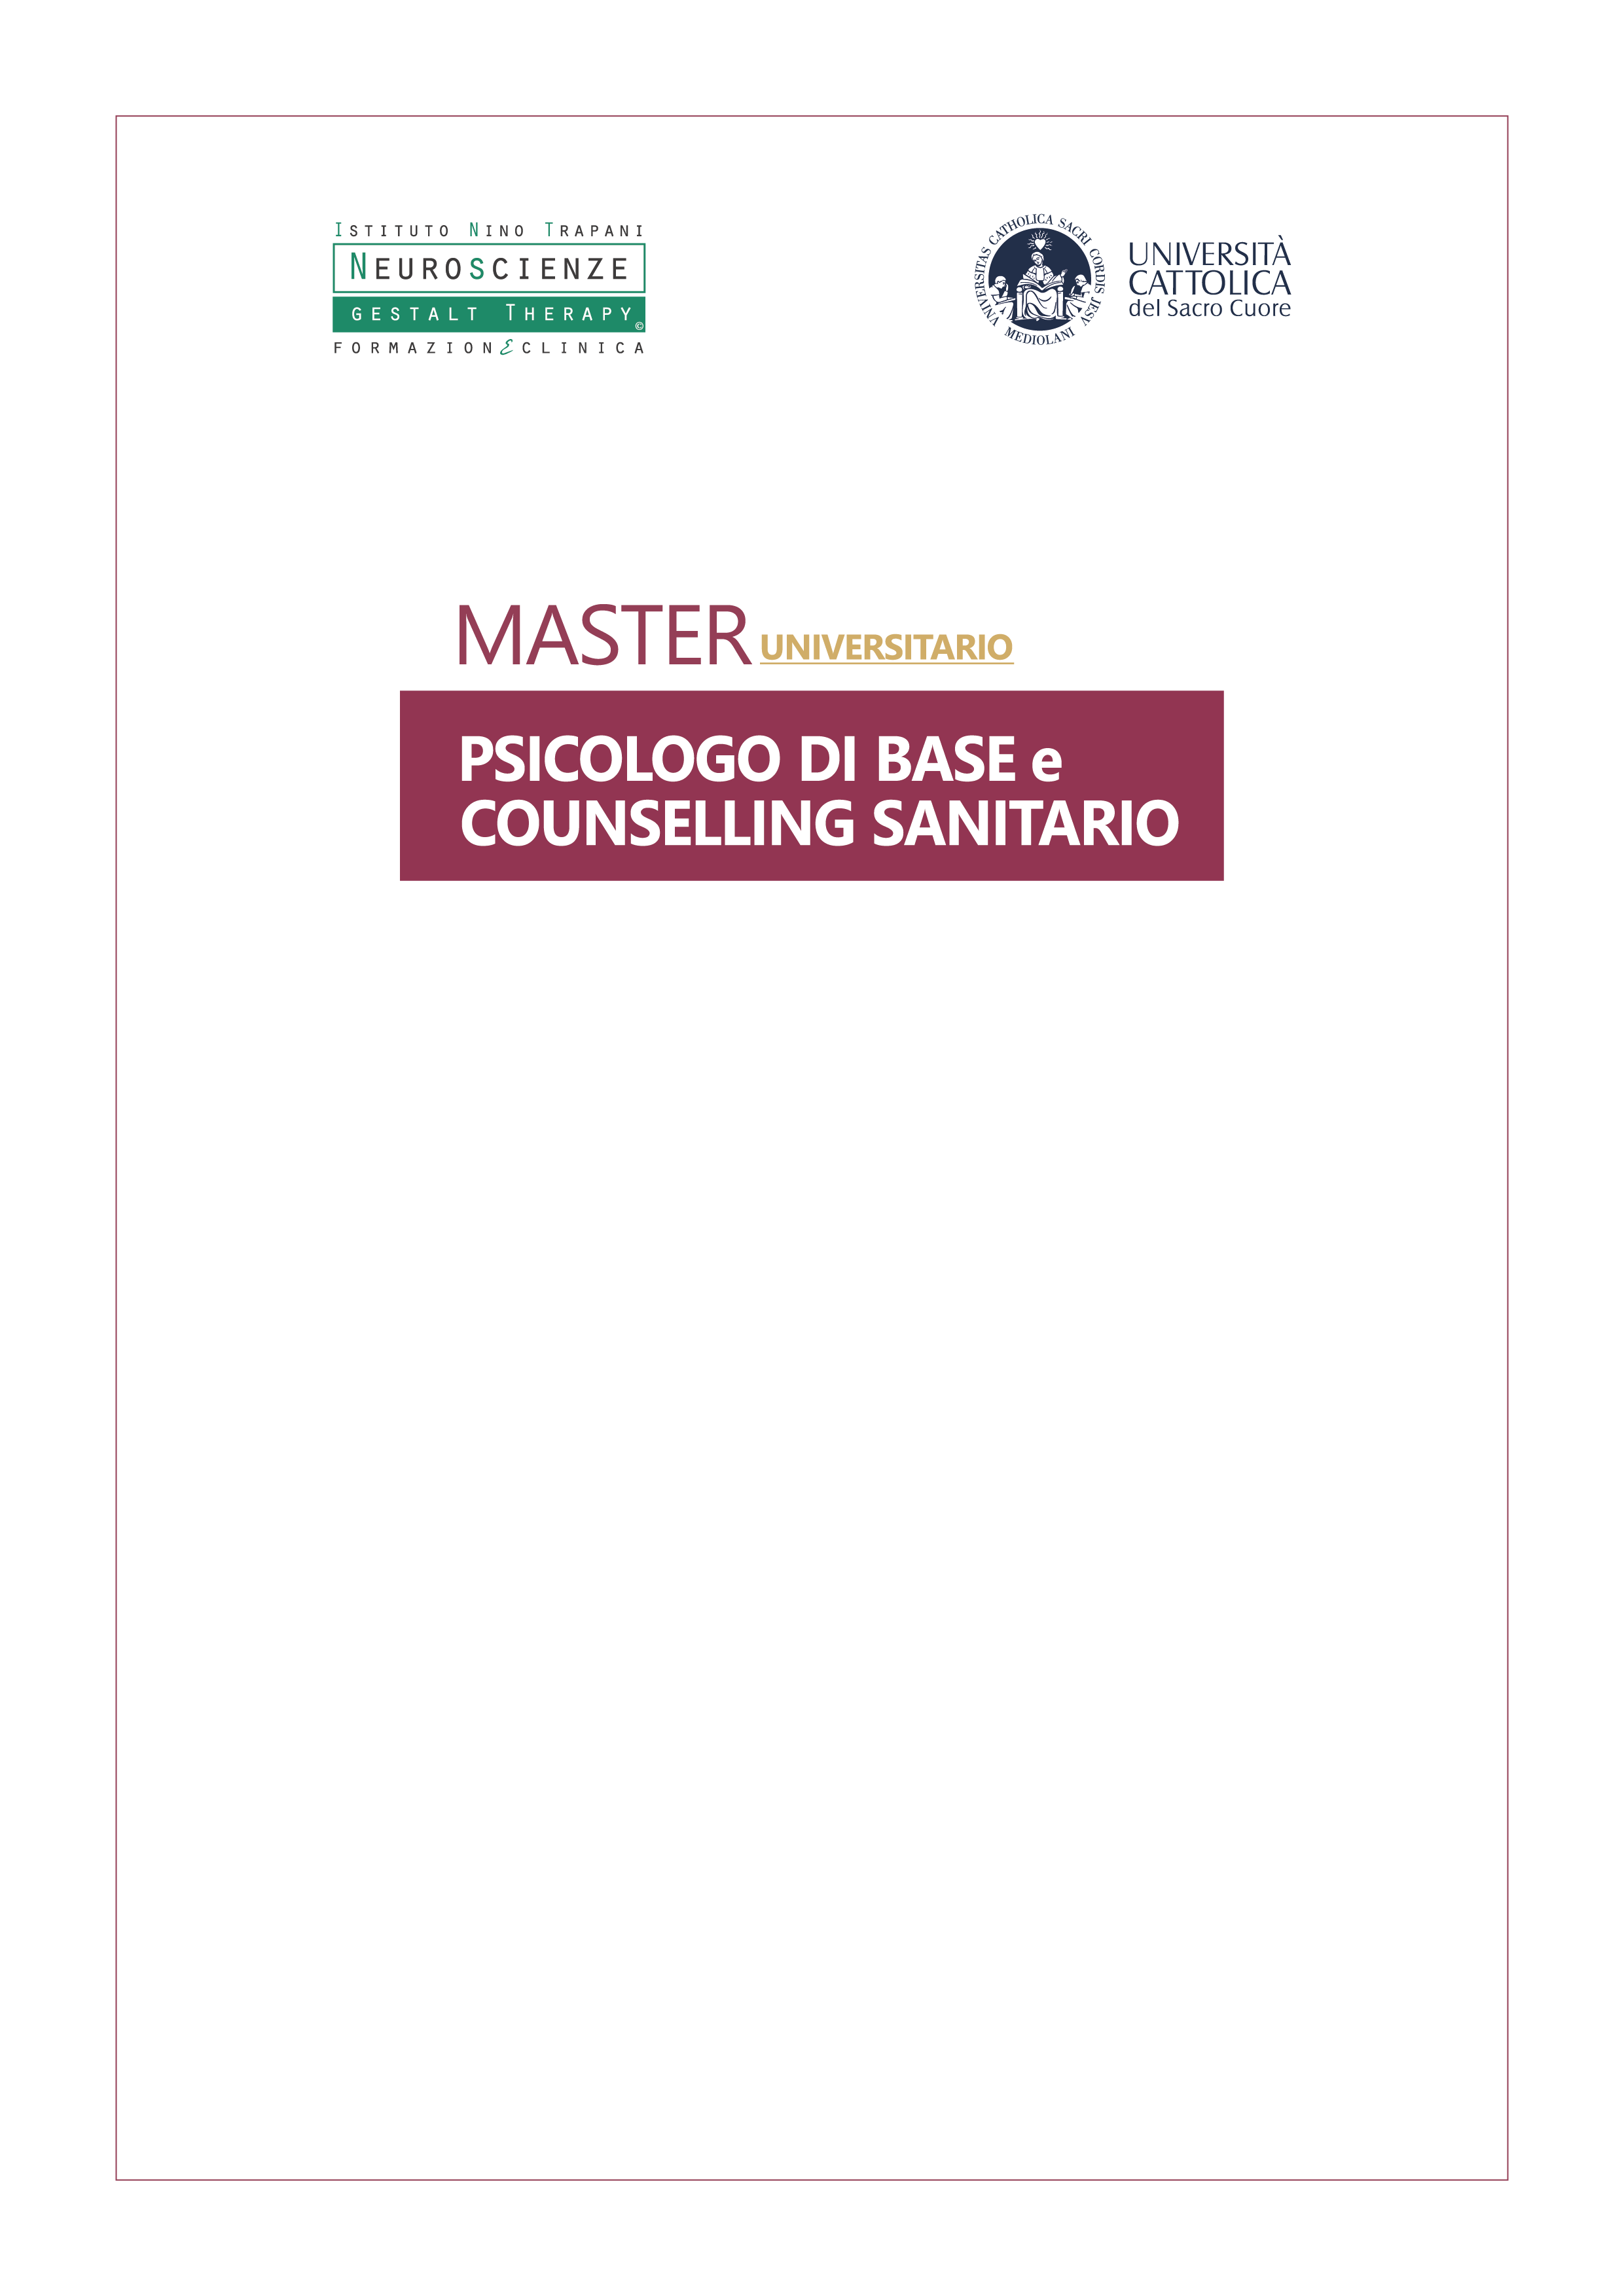 ISTITUTO NINO TRAPANI
NEUROSCIENZE
GESTALT THERAPY©
FORMAZIONECLINICA
UNIVERSITAS CATHOLICA SACRI CORDIS JESV
MEDIOLANI
UNIVERSITÀ
CATTOLICA
del Sacro Cuore
MASTER UNIVERSITARIO
PSICOLOGO DI BASE e
COUNSELLING SANITARIO